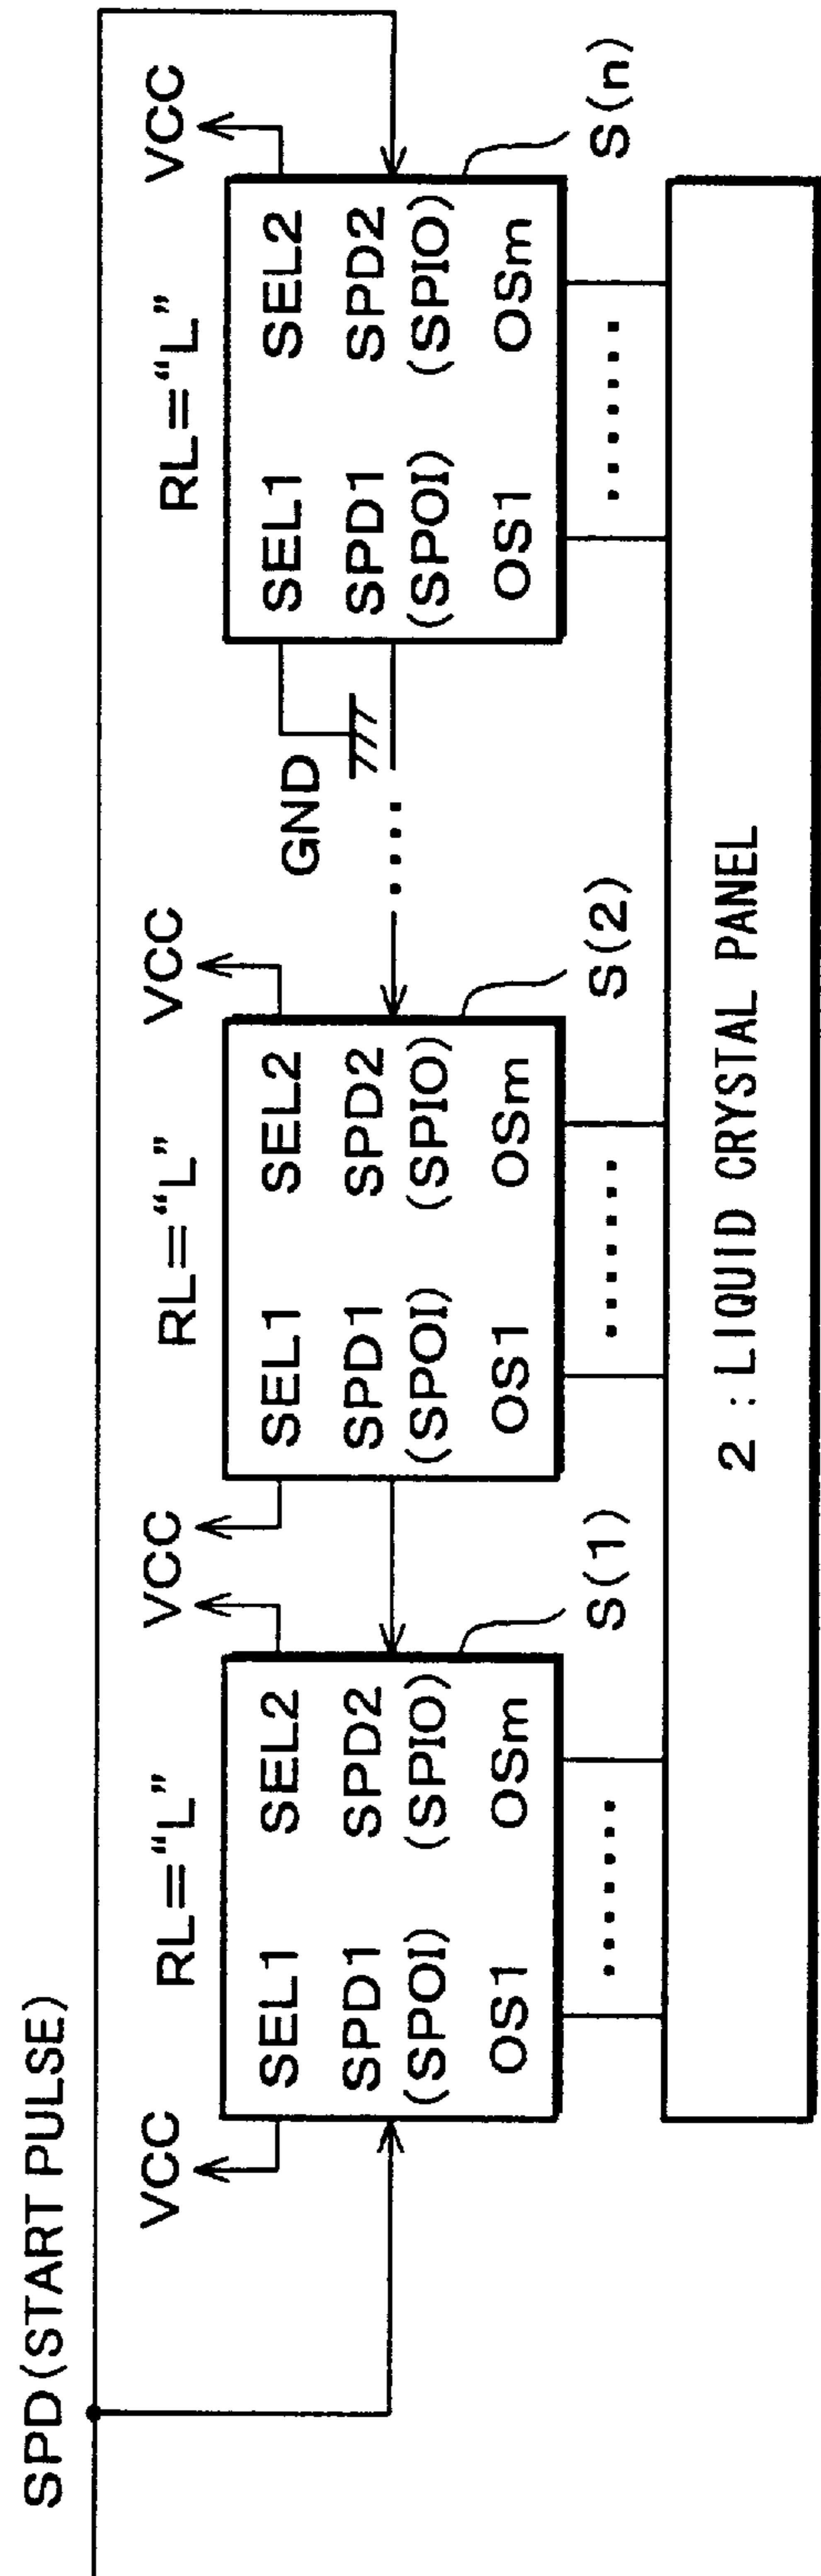 SPD(START PULSE)
RL="L"
RL="L"
RL="L"
VCC
VCC
VCC
VCC
GND
VCC
SEL1 SEL2
SPD1 SPD2
(SPOI) (SPIO)
OS1 OSm
S(1)
SEL1 SEL2
SPD1 SPD2
(SPOI) (SPIO)
OS1 OSm
S(2)
SEL1 SEL2
SPD1 SPD2
(SPOI) (SPIO)
OS1 OSm
S(n)
2:LIQUID CRYSTAL PANEL